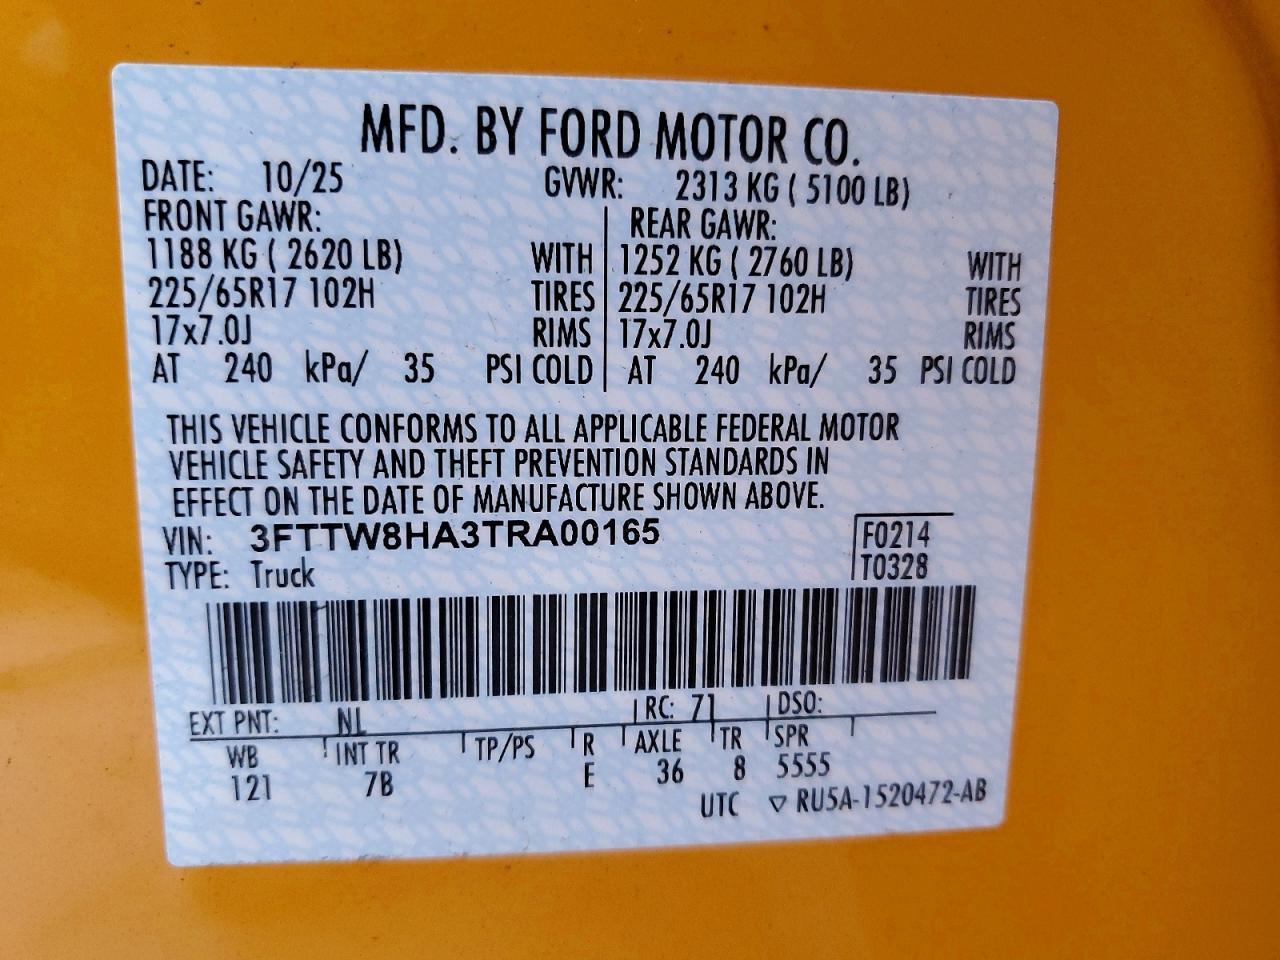 MFD. BY FORD MOTOR CO.
DATE: 10/25 GVWR: 2313 KG ( 5100 LB)
FRONT GAWR: REAR GAWR:
1188 KG ( 2620 LB) WITH 1252 KG ( 2760 LB) WITH
225/65R17 102H TIRES 225/65R17 102H TIRES
17x7.0J RIMS 17x7.0J RIMS
AT 240 kPa/ 35 PSI COLD AT 240 kPa/ 35 PSI COLD
THIS VEHICLE CONFORMS TO ALL APPLICABLE FEDERAL MOTOR
VEHICLE SAFETY AND THEFT PREVENTION STANDARDS IN
EFFECT ON THE DATE OF MANUFACTURE SHOWN ABOVE.
VIN: 3FTTW8HA3TRA00165 F0214
TYPE: Truck T0328
EXT PNT: NL RC: 71 DSO:
WB INT TR TP/PS R AXLE TR SPR
121 7B E 36 8 5555
UTC ▽ RU5A-1520472-AB